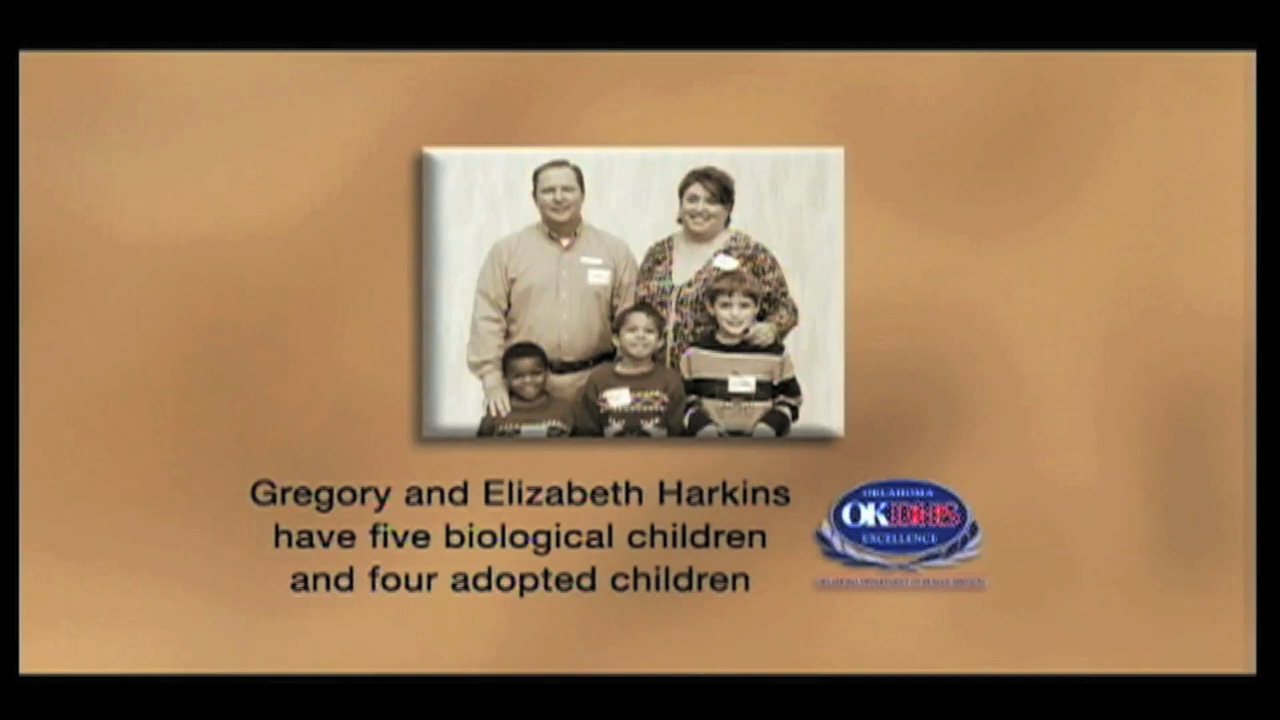 Gregory and Elizabeth Harkins
have five biological children
and four adopted children
OKLAHOMA
OK
EXCELLENCE